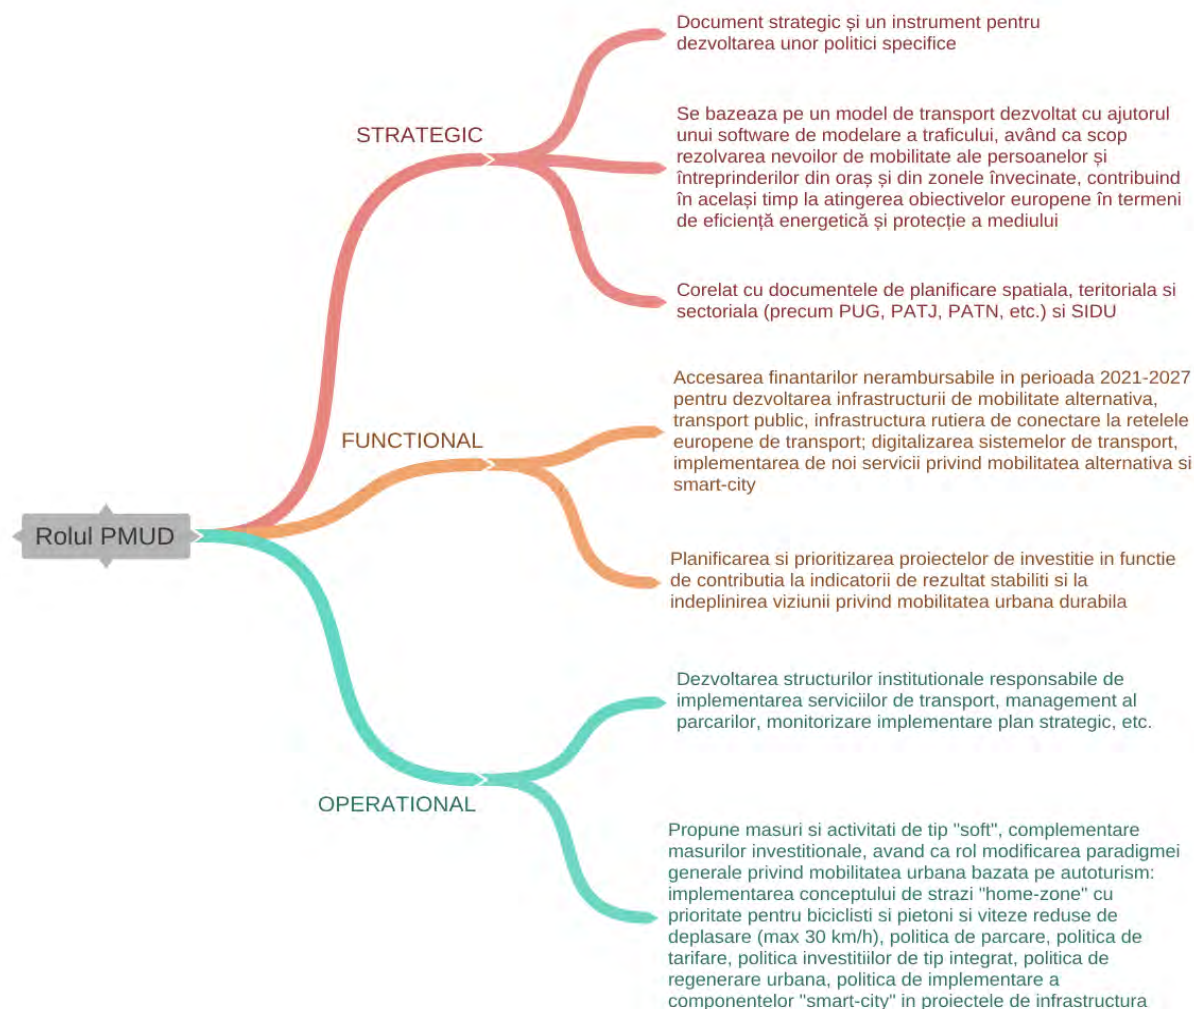 Document strategic și un instrument pentru
dezvoltarea unor politici specifice
STRATEGIC
Se bazeaza pe un model de transport dezvoltat cu ajutorul
unui software de modelare a traficului, având ca scop
rezolvarea nevoilor de mobilitate ale persoanelor și
întreprinderilor din oraș și din zonele învecinate, contribuind
în același timp la atingerea obiectivelor europene în termeni
de eficiență energetică și protecție a mediului
Corelat cu documentele de planificare spatiala, teritoriala si
sectoriala (precum PUG, PATJ, PATN, etc.) si SIDU
FUNCTIONAL
Accesarea finantarilor nerambursabile in perioada 2021-2027
pentru dezvoltarea infrastructurii de mobilitate alternativa,
transport public, infrastructura rutiera de conectare la retelele
europene de transport; digitalizarea sistemelor de transport,
implementarea de noi servicii privind mobilitatea alternativa si
smart-city
Rolul PMUD
Planificarea si prioritizarea proiectelor de investitie in functie
de contributia la indicatorii de rezultat stabiliti si la
indeplinirea viziunii privind mobilitatea urbana durabila
Dezvoltarea structurilor institutionale responsabile de
implementarea serviciilor de transport, management al
parcarilor, monitorizare implementare plan strategic, etc.
OPERATIONAL
Propune masuri si activitati de tip "soft", complementare
masurilor investitionale, avand ca rol modificarea paradigmei
generale privind mobilitatea urbana bazata pe autoturism:
implementarea conceptului de strazi "home-zone" cu
prioritate pentru biciclisti si pietoni si viteze reduse de
deplasare (max 30 km/h), politica de parcare, politica de
tarifare, politica investitiilor de tip integrat, politica de
regenerare urbana, politica de implementare a
componentelor "smart-city" in proiectele de infrastructura